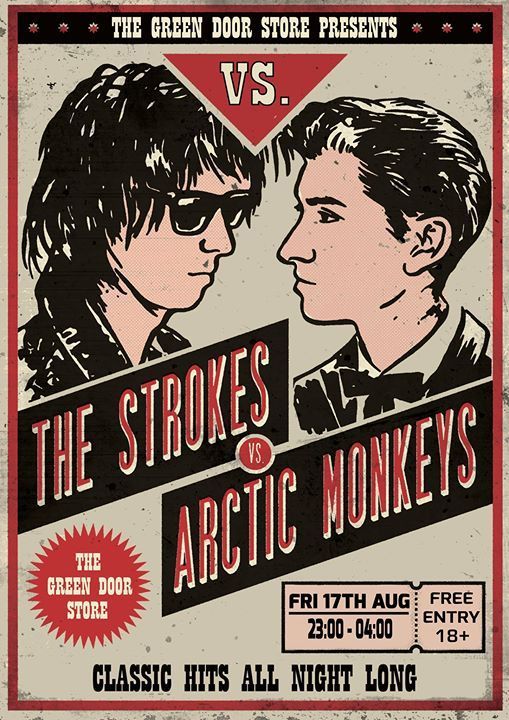 THE GREEN DOOR STORE PRESENTS
VS.
THE STROKES
VS.
ARCTIC MONKEYS
THE
GREEN DOOR
STORE
FRI 17TH AUG
23:00 - 04:00
FREE
ENTRY
18+
CLASSIC HITS ALL NIGHT LONG